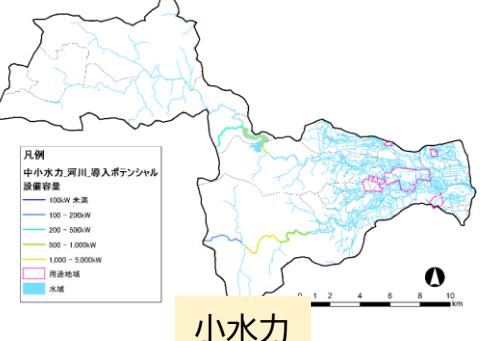 凡例
中小水力_河川_導入ポテンシャル
設備容量
100kW 未満
100 - 200kW
200 - 500kW
500 - 1,000kW
1,000 - 5,000kW
用途地域
水域
0 1 2 4 6 8 10
km
小水力